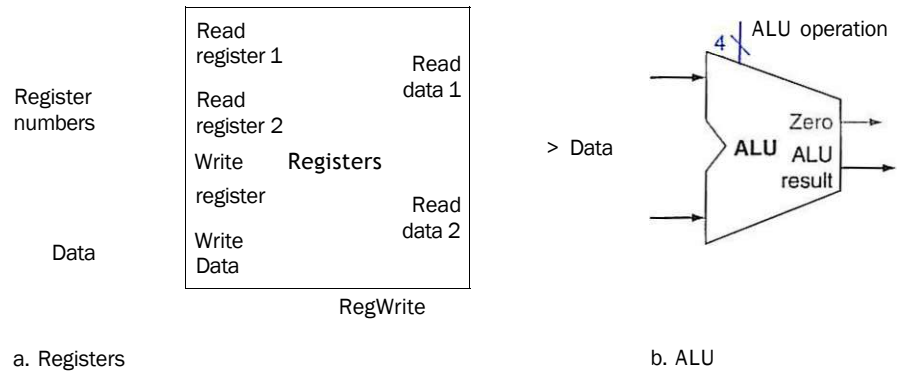 Register
numbers
Data
Read
register 1
Read
register 2
Write
register
Write
Data
Registers
Read
data 1
Read
data 2
RegWrite
> Data
a. Registers
4
ALU operation
Zero
ALU
ALU
result
b. ALU